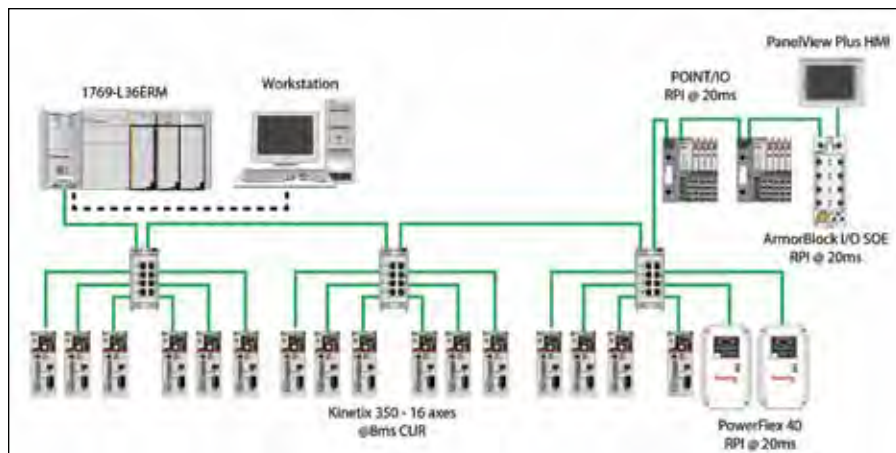 PanelView Plus HMI
1769-L36ERM
Workstation
POINT/IO
RPI @ 20ms
ArmorBlock I/O SOE
RPI @ 20ms
Kinetix 350 - 16 axes
@8ms CUR
PowerFlex 40
RPI @ 20ms